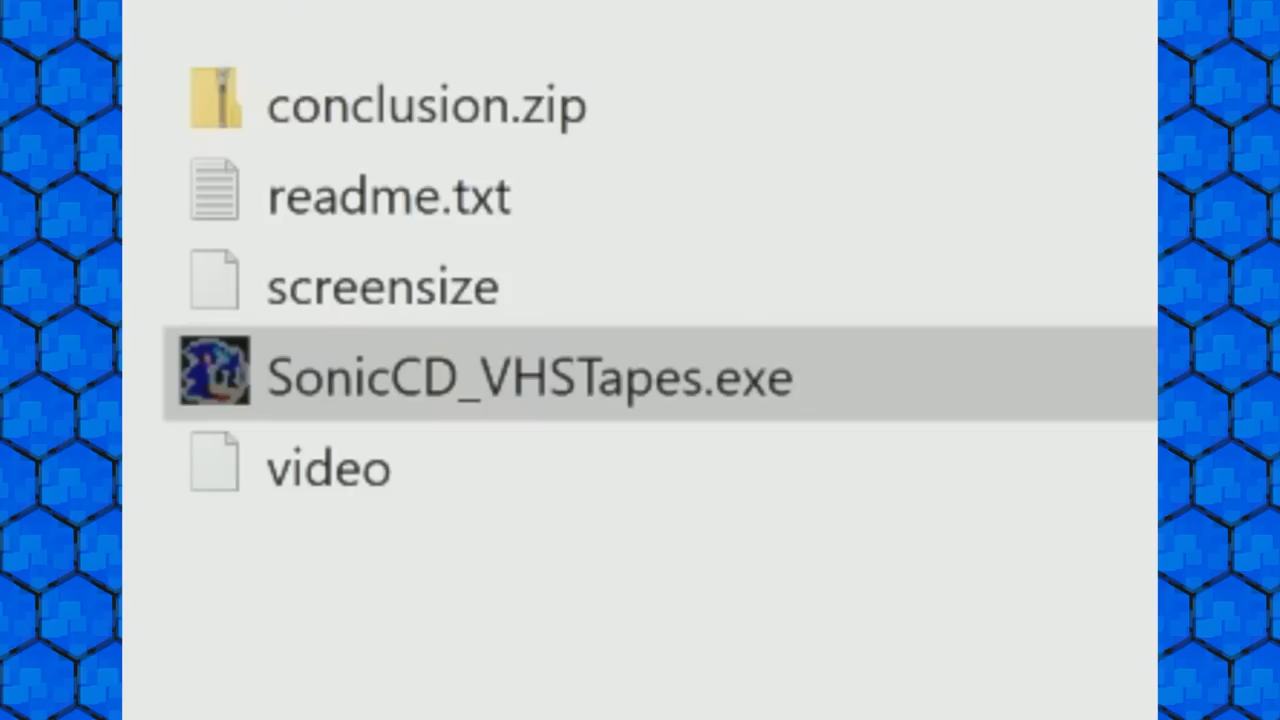 conclusion.zip
readme.txt
screensize
SonicCD_VHSTapes.exe
video